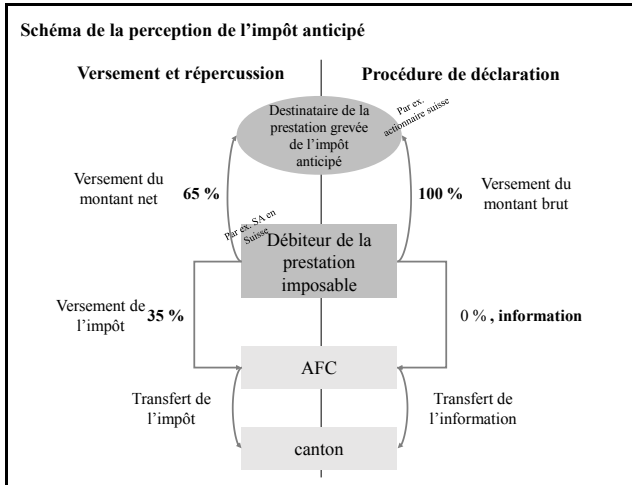 Schéma de la perception de l'impôt anticipé
Versement et répercussion
Procédure de déclaration
Destinataire de la
prestation grevée
de l'impôt
anticipé
Par ex.
actionnaire suisse
Versement du
montant net
65 %
100 %
Versement du
montant brut
Par ex. SA en
Suisse
Débiteur de la
prestation
imposable
Versement de
l'impôt
35 %
0 %, information
AFC
Transfert de
l'impôt
Transfert de
l'information
canton